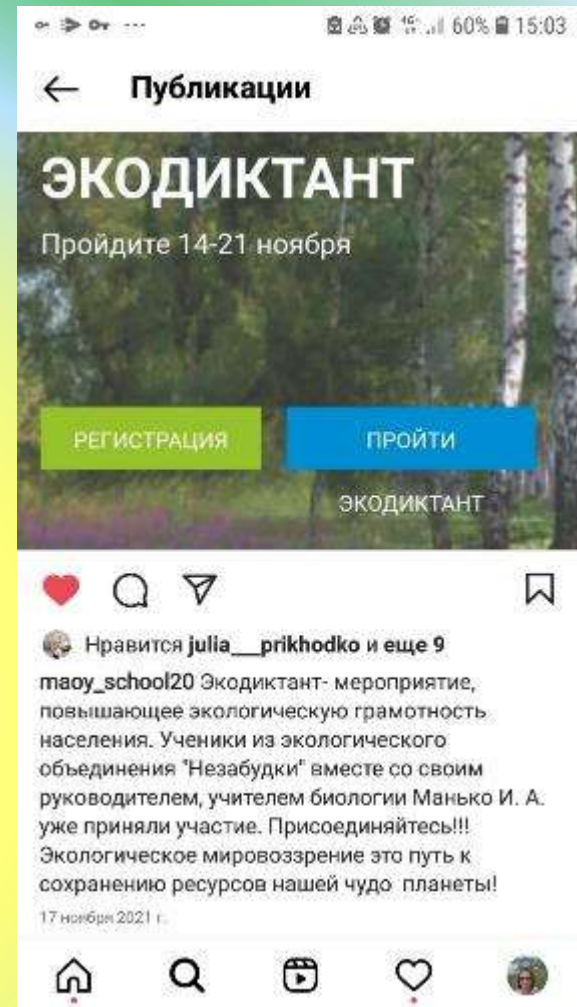 60% 15:03
Публикации
ЭКОДИКТАНТ
Пройдите 14-21 ноября
РЕГИСТРАЦИЯ
ПРОЙТИ
ЭКОДИКТАНТ
Нравится julia___prikhodko и еще 9
maoy_school20 Экодиктант- мероприятие,
повышающее экологическую грамотность
населения. Ученики из экологического
объединения "Незабудки" вместе со своим
руководителем, учителем биологии Манько И. А.
уже приняли участие. Присоединяйтесь!!!
Экологическое мировоззрение это путь к
сохранению ресурсов нашей чудо планеты!
17 ноября 2021 г.